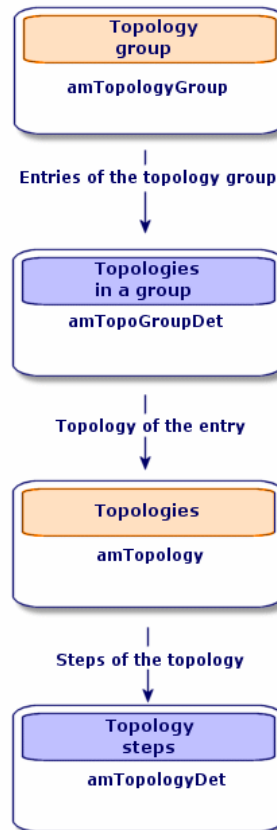 Topology
group
amTopologyGroup
Entries of the topology group
Topologies
in a group
amTopoGroupDet
Topology of the entry
Topologies
amTopology
Steps of the topology
Topology
steps
amTopologyDet